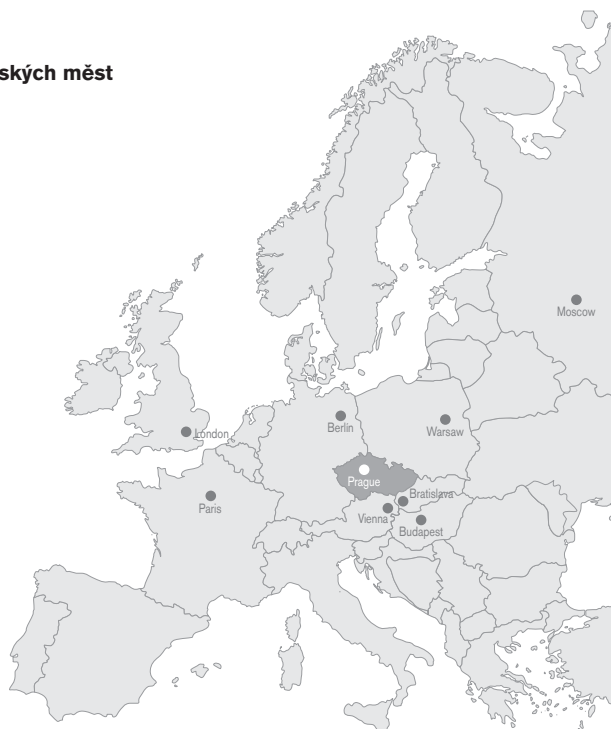 ských měst
Moscow
London
Berlin
Warsaw
Prague
Paris
Bratislava
Vienna
Budapest